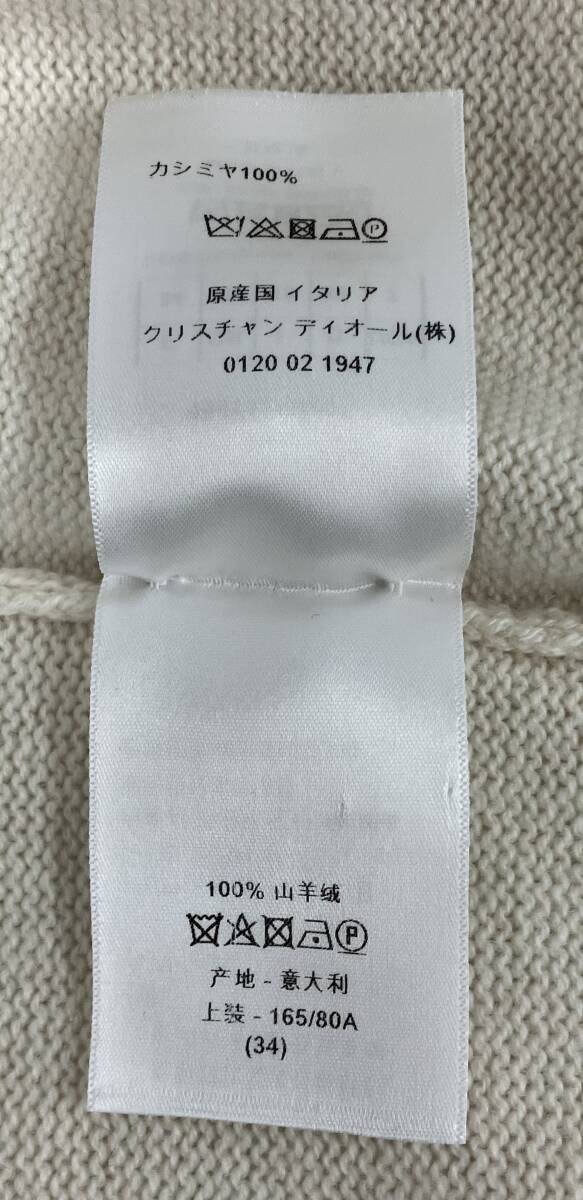 カシミヤ100%
P
原産国 イタリア
クリスチャン ディオール(株)
0120 02 1947
100% 山羊绒
P
产地 - 意大利
上装 - 165/80A
(34)